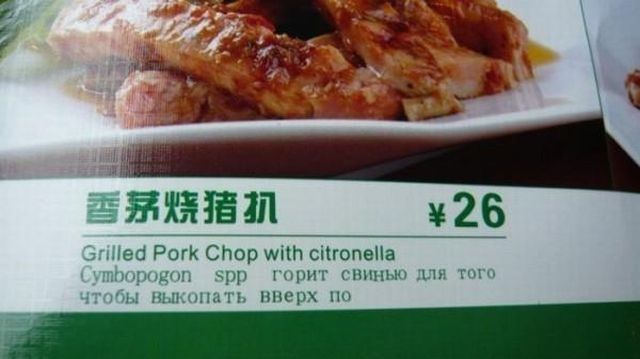 香茅烧猪扒
¥26
Grilled Pork Chop with citronella
Cymbopogon spp горит свинью для того
чтобы выкопать вверх по